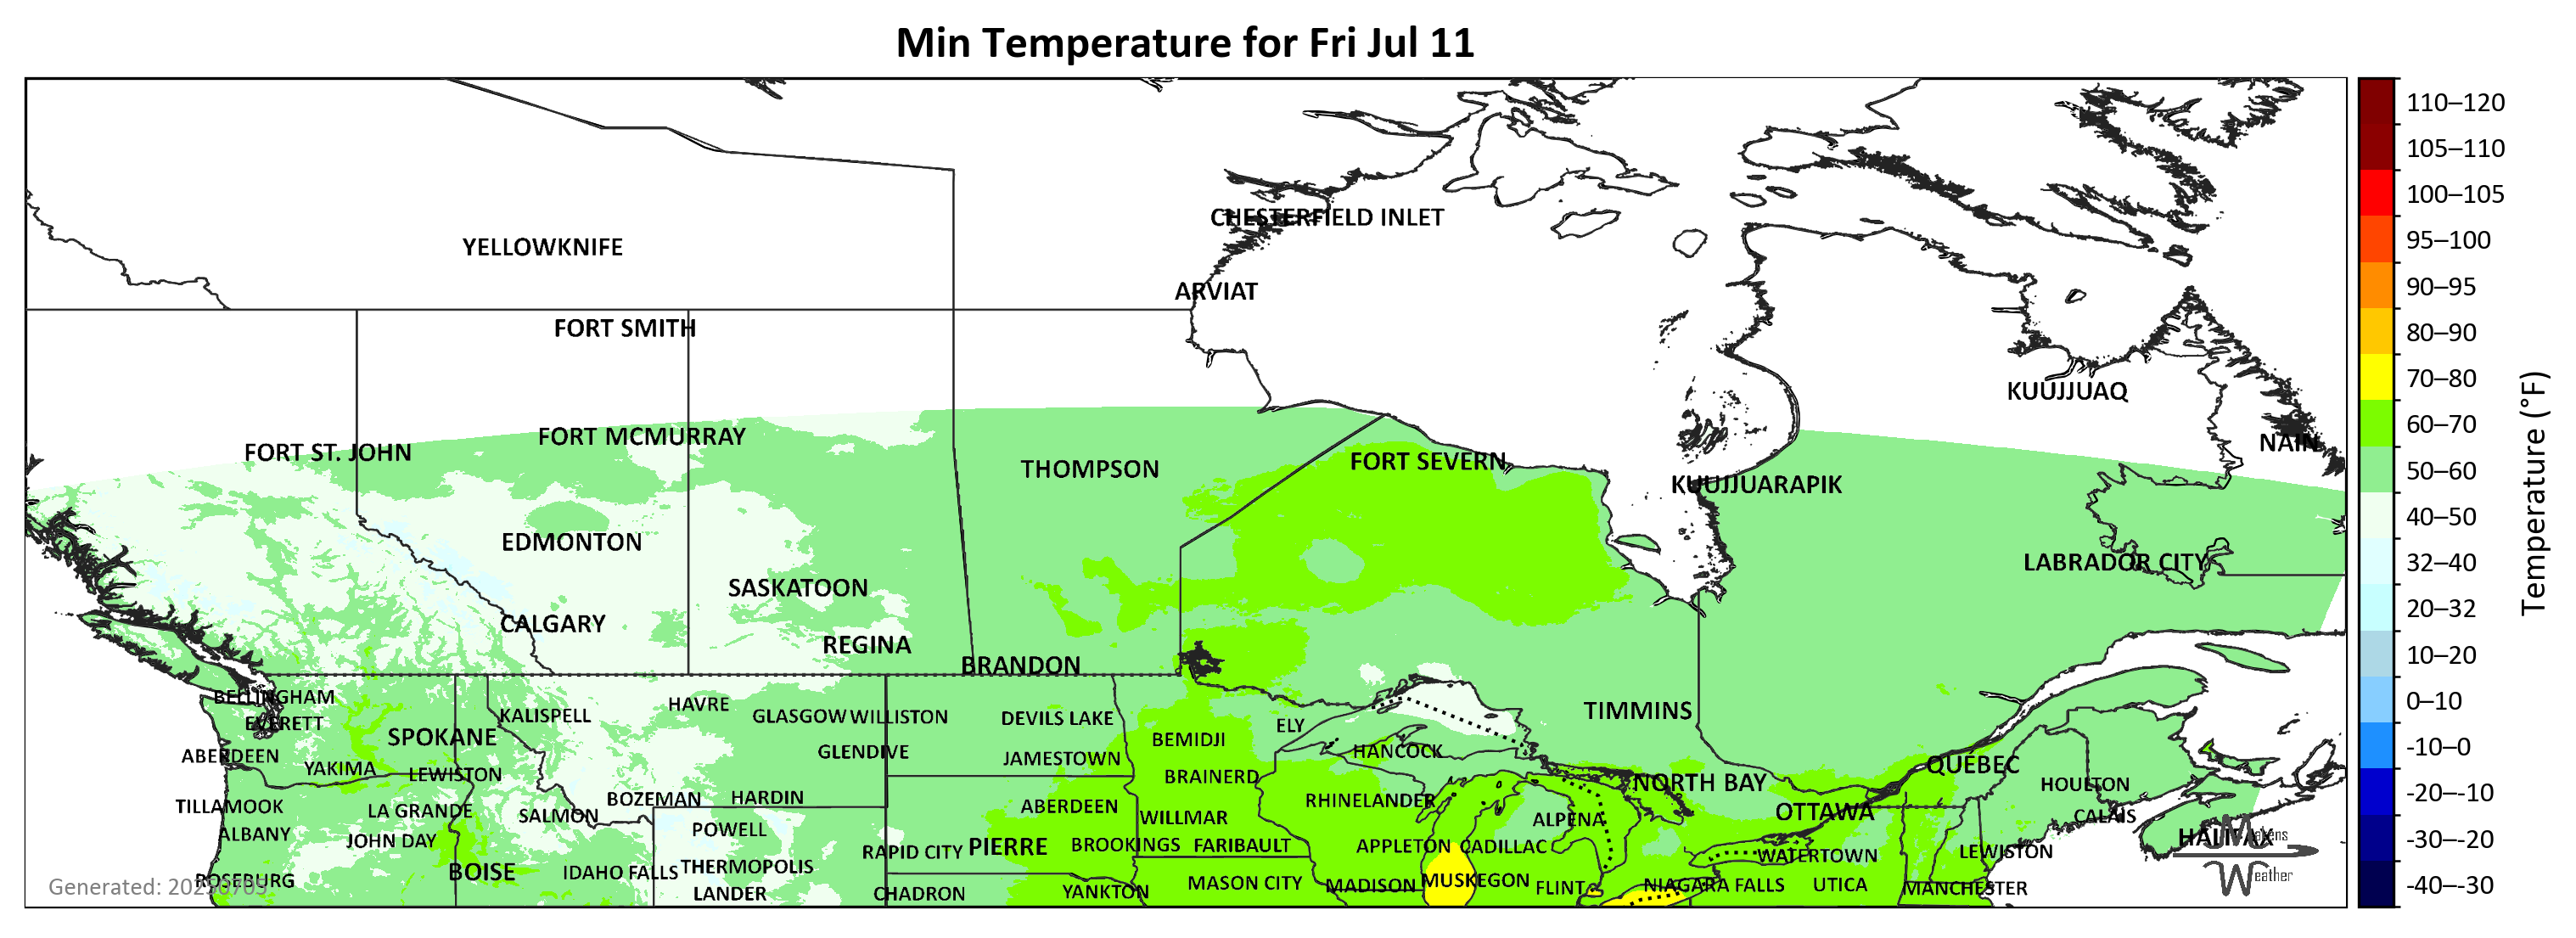 Min Temperature for Fri Jul 11
110–120
105–110
100–105
95–100
90–95
80–90
70–80
60–70
50–60
40–50
32–40
20–32
10–20
0–10
-10–0
-20–-10
-30–-20
-40–-30
Temperature (°F)
CHESTERFIELD INLET
YELLOWKNIFE
ARVIAT
FORT SMITH
KUUJJUAQ
FORT MCMURRAY
NAIN
FORT ST. JOHN
FORT SEVERN
THOMPSON
KUUJJUARAPIK
EDMONTON
LABRADOR CITY
SASKATOON
CALGARY
REGINA
BRANDON
BELLINGHAM
HAVRE
TIMMINS
KALISPELL
GLASGOW
WILLISTON
DEVILS LAKE
EVERETT
ELY
SPOKANE
BEMIDJI
HANCOCK
ABERDEEN
GLENDIVE
JAMESTOWN
QUÉBEC
YAKIMA
LEWISTON
BRAINERD
NORTH BAY
HOULTON
BOZEMAN
HARDIN
RHINELANDER
TILLAMOOK
LA GRANDE
SALMON
ABERDEEN
WILLMAR
ALPENA
OTTAWA
CALAIS
ALBANY
JOHN DAY
POWELL
HALIFAX
RAPID CITY
PIERRE
BROOKINGS
FARIBAULT
APPLETON
CADILLAC
WATERTOWN
LEWISTON
BOISE
IDAHO FALLS
THERMOPOLIS
ROSEBURG
LANDER
CHADRON
YANKTON
MASON CITY
MADISON
MUSKEGON
FLINT
NIAGARA FALLS
UTICA
MANCHESTER
Generated: 20250705
Makens
Weather